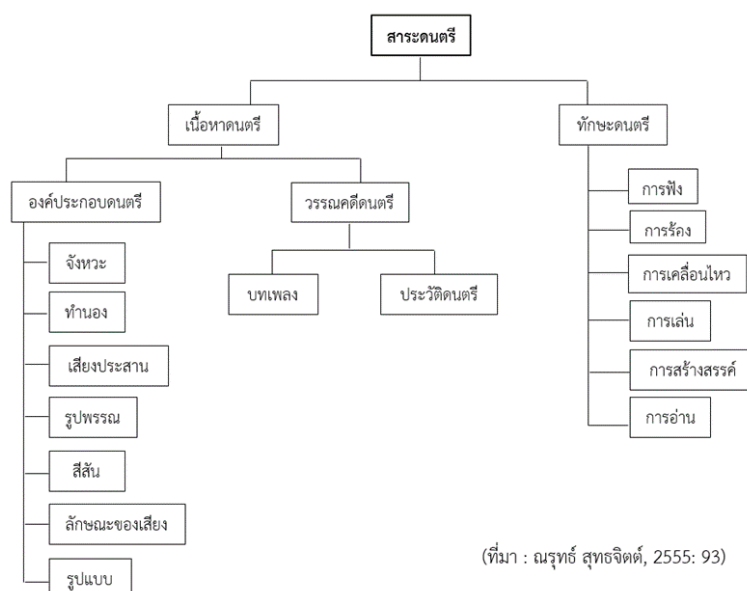 สาระดนตรี
เนื้อหาดนตรี
ทักษะดนตรี
องค์ประกอบดนตรี
วรรณคดีดนตรี
จังหวะ
ทำนอง
เสียงประสาน
รูปพรรณ
สีสัน
ลักษณะของเสียง
รูปแบบ
บทเพลง
ประวัติดนตรี
การฟัง
การร้อง
การเคลื่อนไหว
การเล่น
การสร้างสรรค์
การอ่าน
(ที่มา : ณรุทธ์ สุทธจิตต์, 2555: 93)